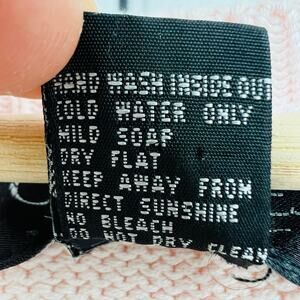 HAND WASH INSIDE OUT
COLD WATER ONLY
MILD SOAP
DRY FLAT
KEEP AWAY FROM
DIRECT SUNSHINE
NO BLEACH
DO NOT DRY CLEAN